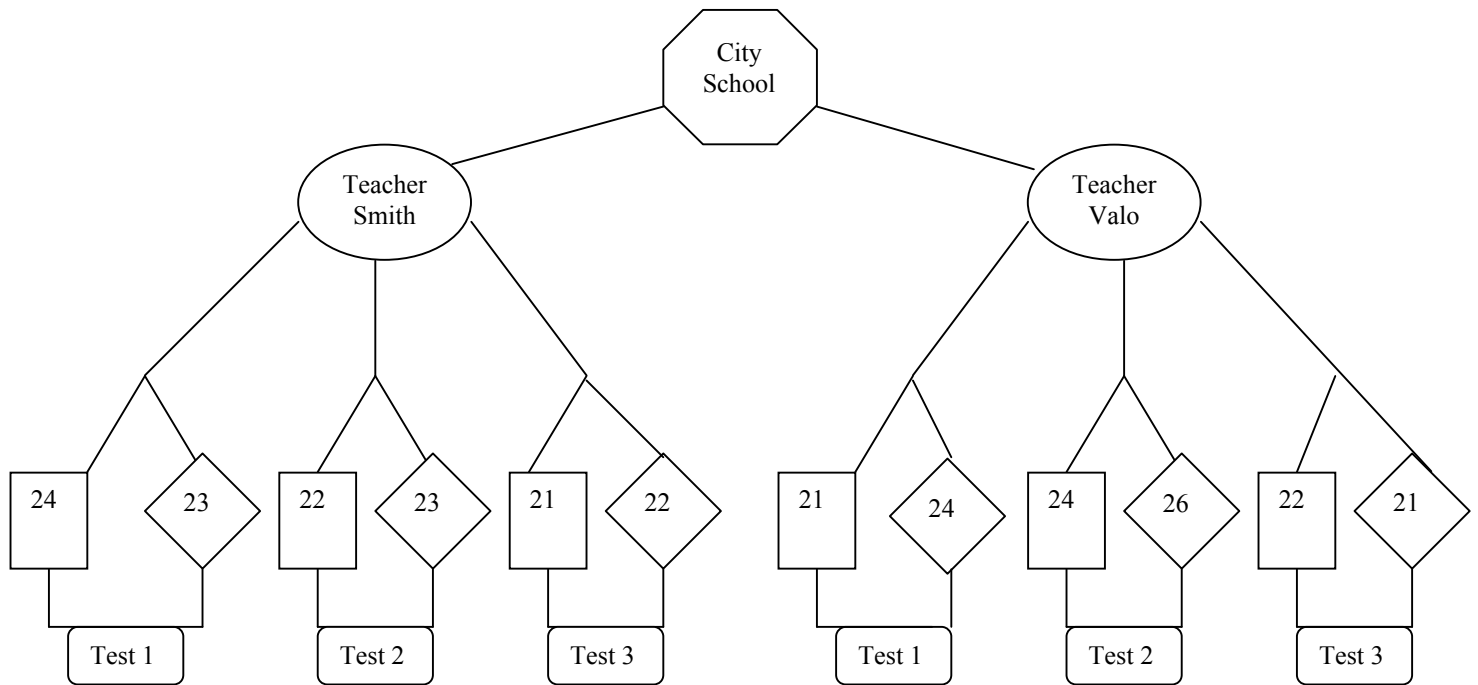 City
School
Teacher
Smith
Teacher
Valo
24
23
22
23
21
22
21
24
24
26
22
21
Test 1
Test 2
Test 3
Test 1
Test 2
Test 3